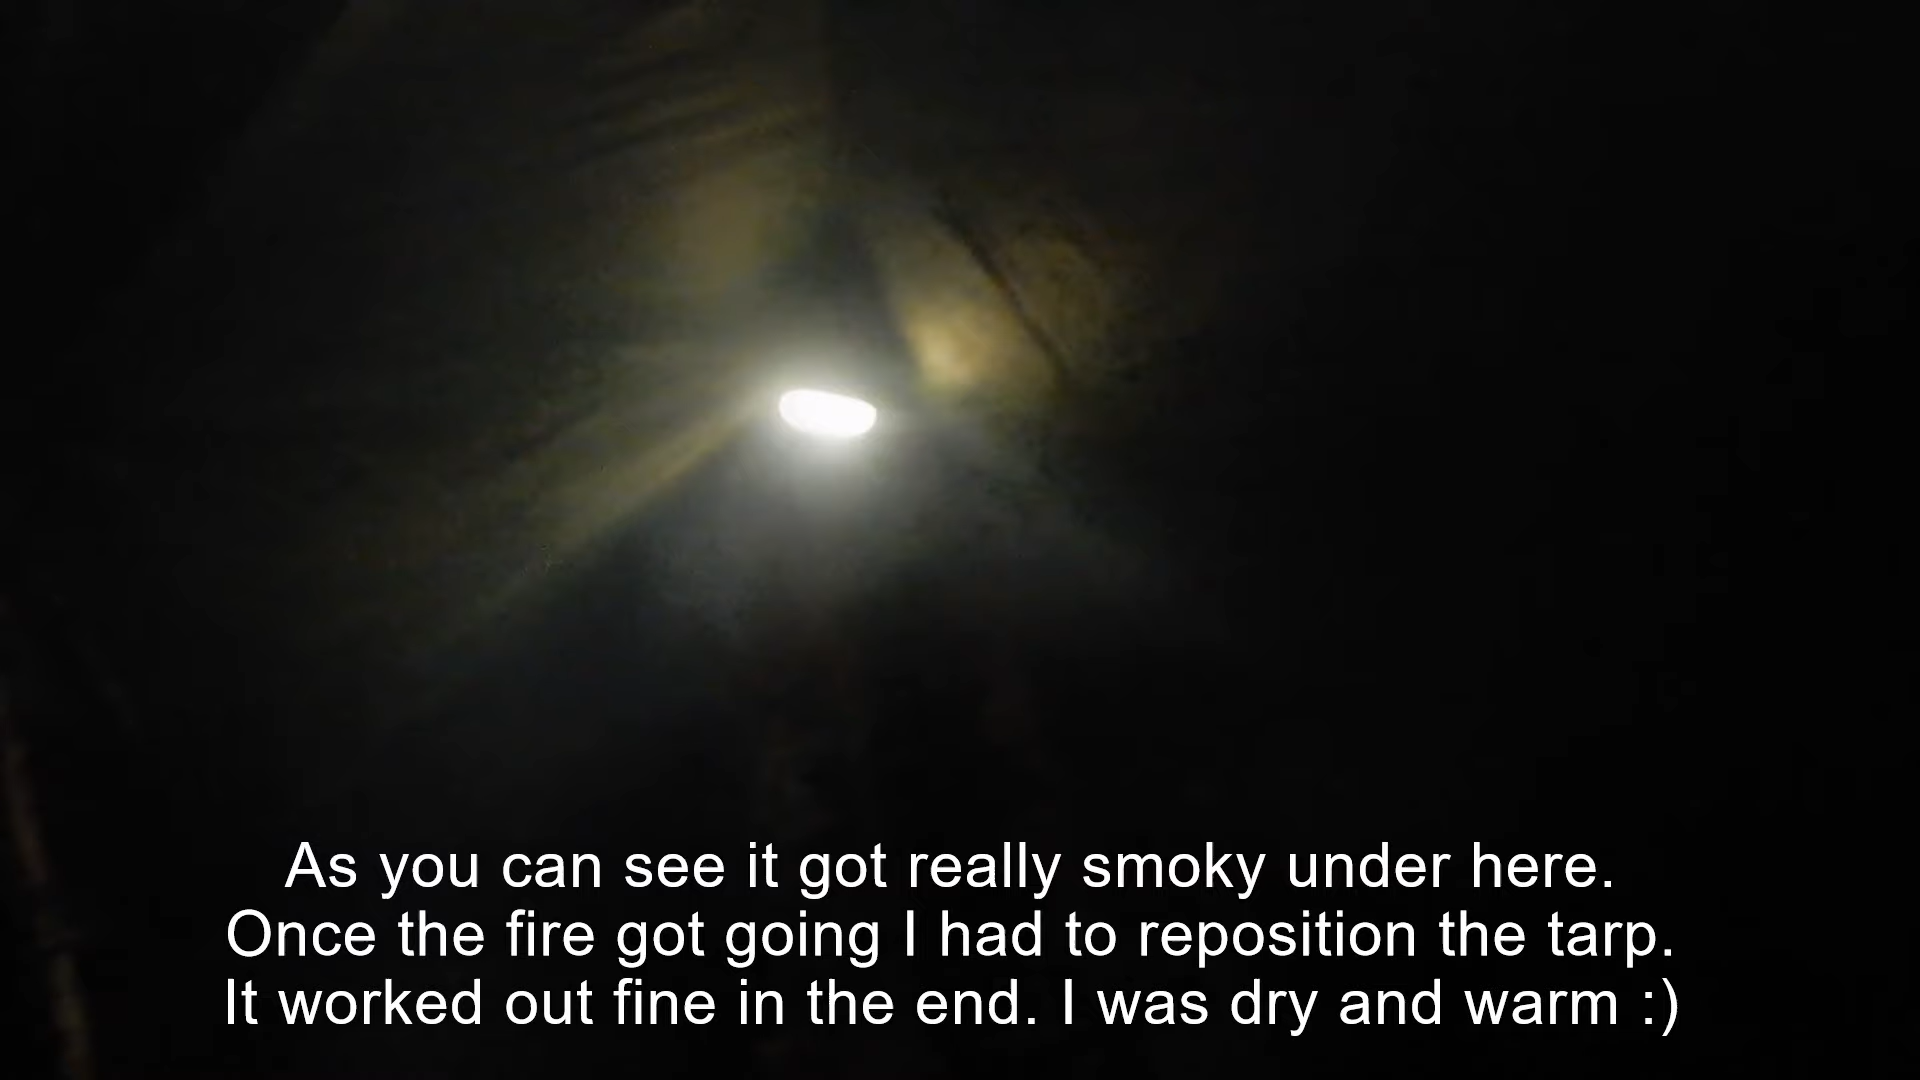 As you can see it got really smoky under here.
Once the fire got going I had to reposition the tarp.
It worked out fine in the end. I was dry and warm :)